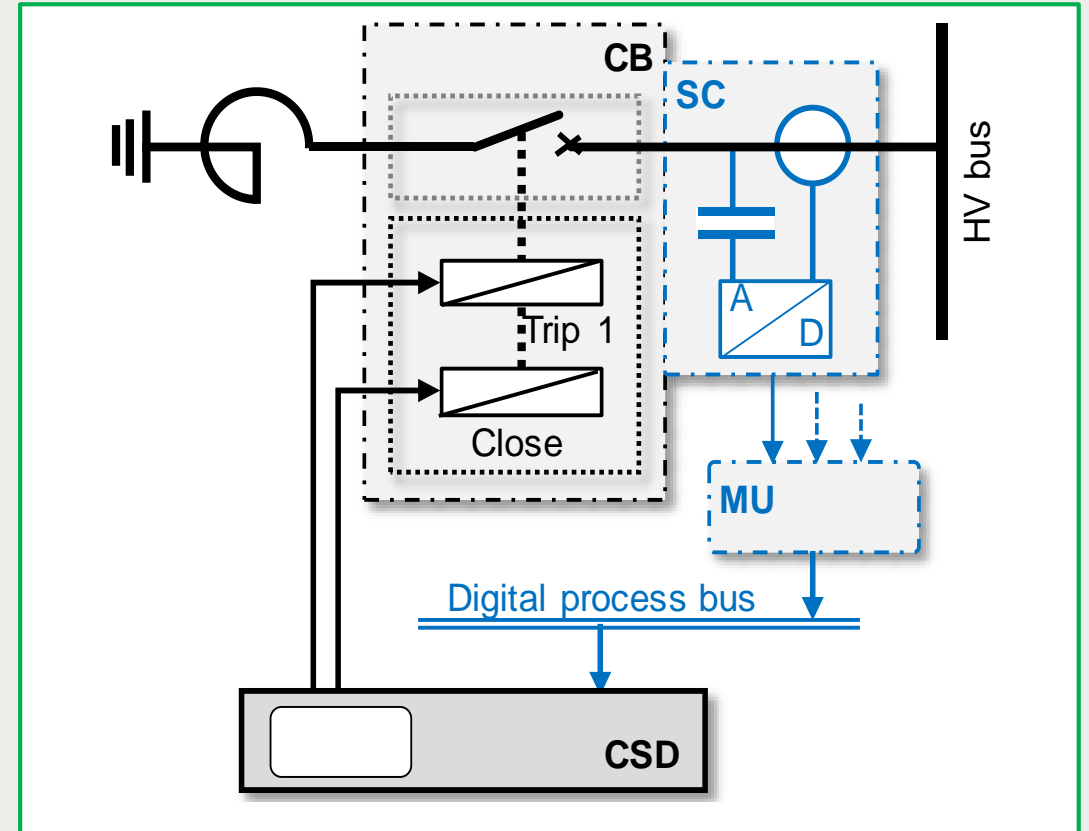 CB
SC
HV bus
A
D
Trip 1
Close
MU
Digital process bus
CSD